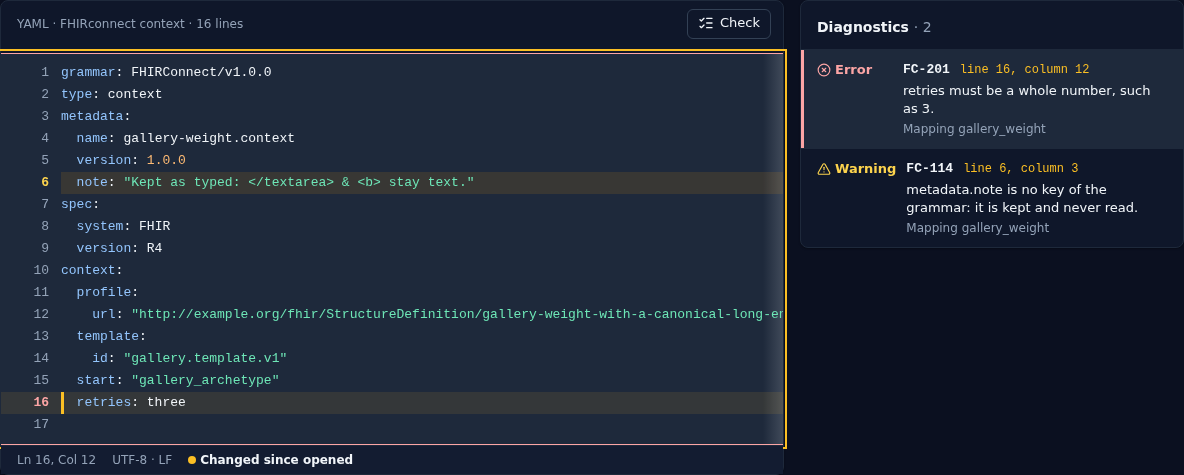 YAML · FHIRconnect context · 16 lines
Check
1 grammar: FHIRConnect/v1.0.0
2 type: context
3 metadata:
4 name: gallery-weight.context
5 version: 1.0.0
6 note: "Kept as typed: </textarea> & <b> stay text."
7 spec:
8 system: FHIR
9 version: R4
10 context:
11 profile:
12 url: "http://example.org/fhir/StructureDefinition/gallery-weight-with-a-canonical-long-er
13 template:
14 id: "gallery.template.v1"
15 start: "gallery_archetype"
16 retries: three
17
Ln 16, Col 12 UTF-8 · LF Changed since opened
Diagnostics · 2
Error FC-201 line 16, column 12
retries must be a whole number, such
as 3.
Mapping gallery_weight
Warning FC-114 line 6, column 3
metadata.note is no key of the
grammar: it is kept and never read.
Mapping gallery_weight